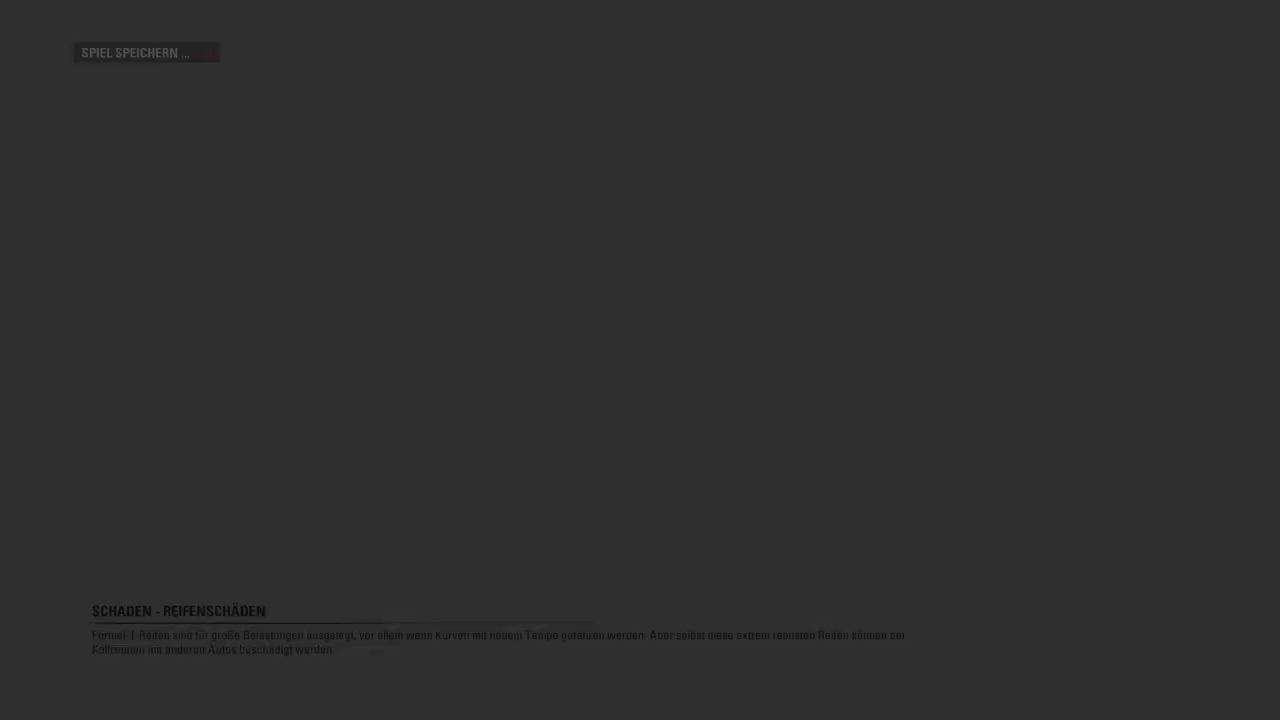 SPIEL SPEICHERN ...
SCHADEN - REIFENSCHÄDEN
Formel-1-Reifen sind für große Belastungen ausgelegt, vor allem wenn Kurven mit hohem Tempo gefahren werden. Aber selbst diese extrem robusten Reifen können bei
Kollisionen mit anderen Autos beschädigt werden.